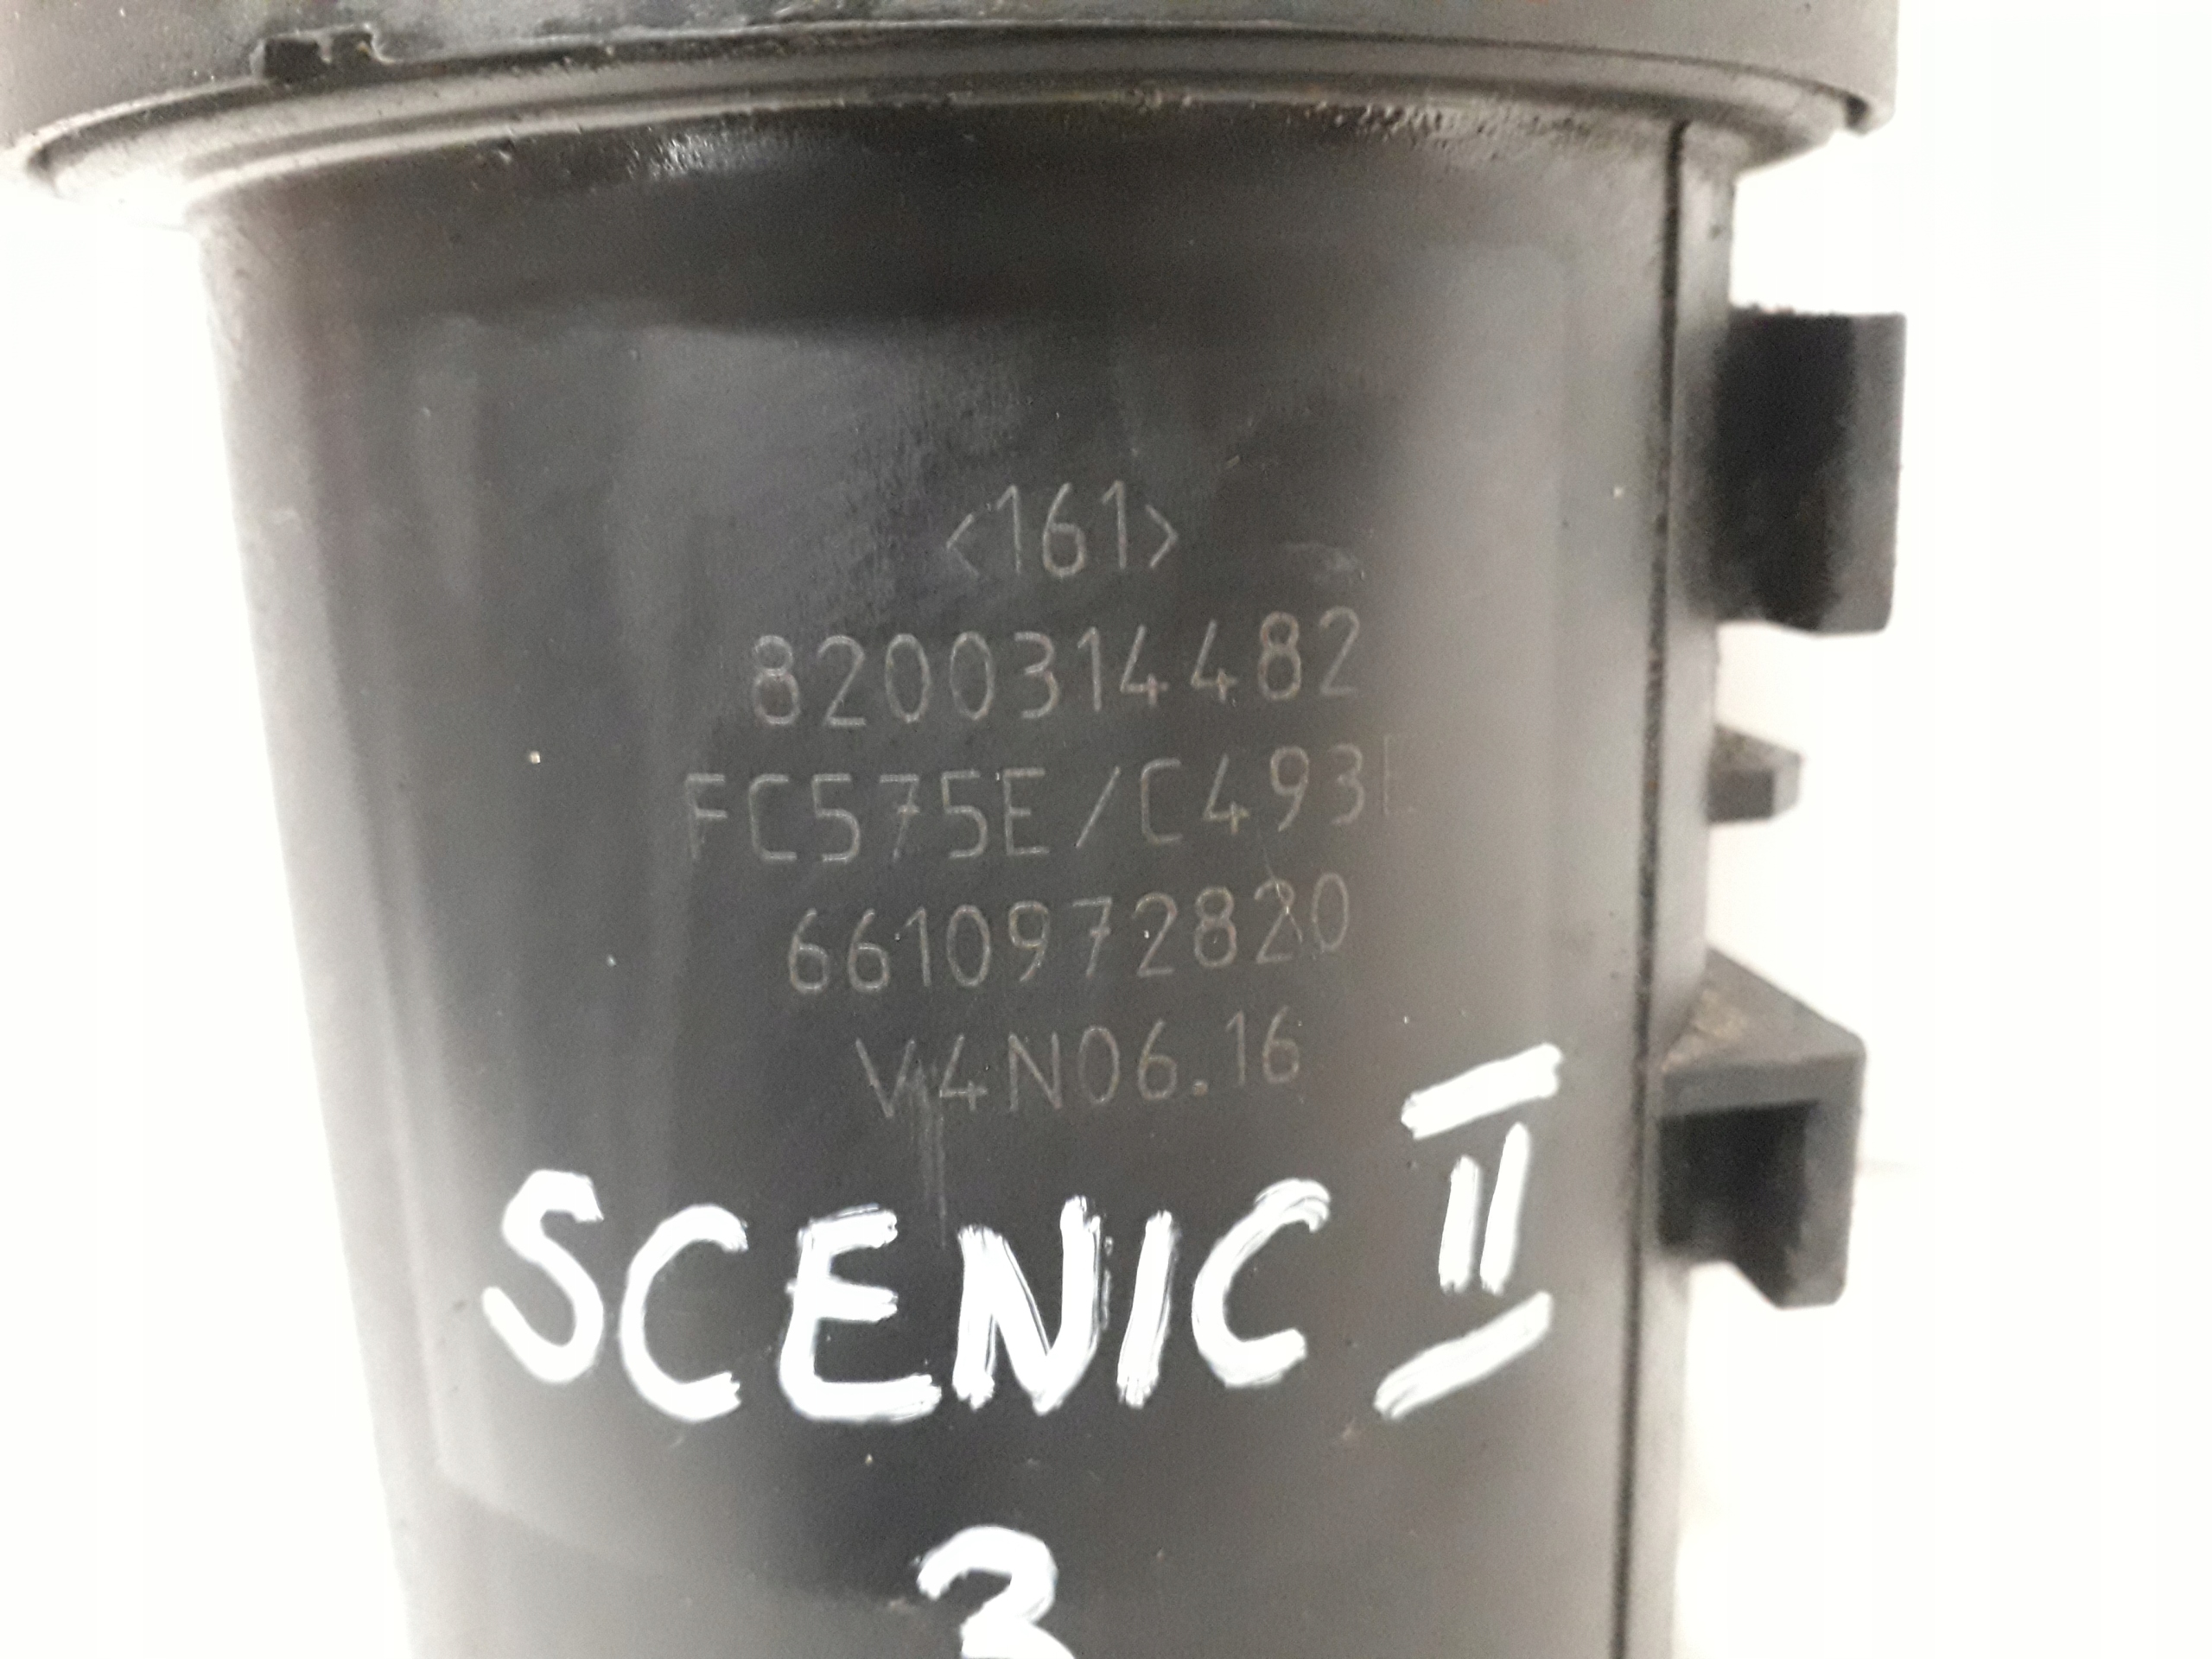 <161>
8200314482
FC575E/C493E
6610972820
V4N06.16
SCENIC II
3